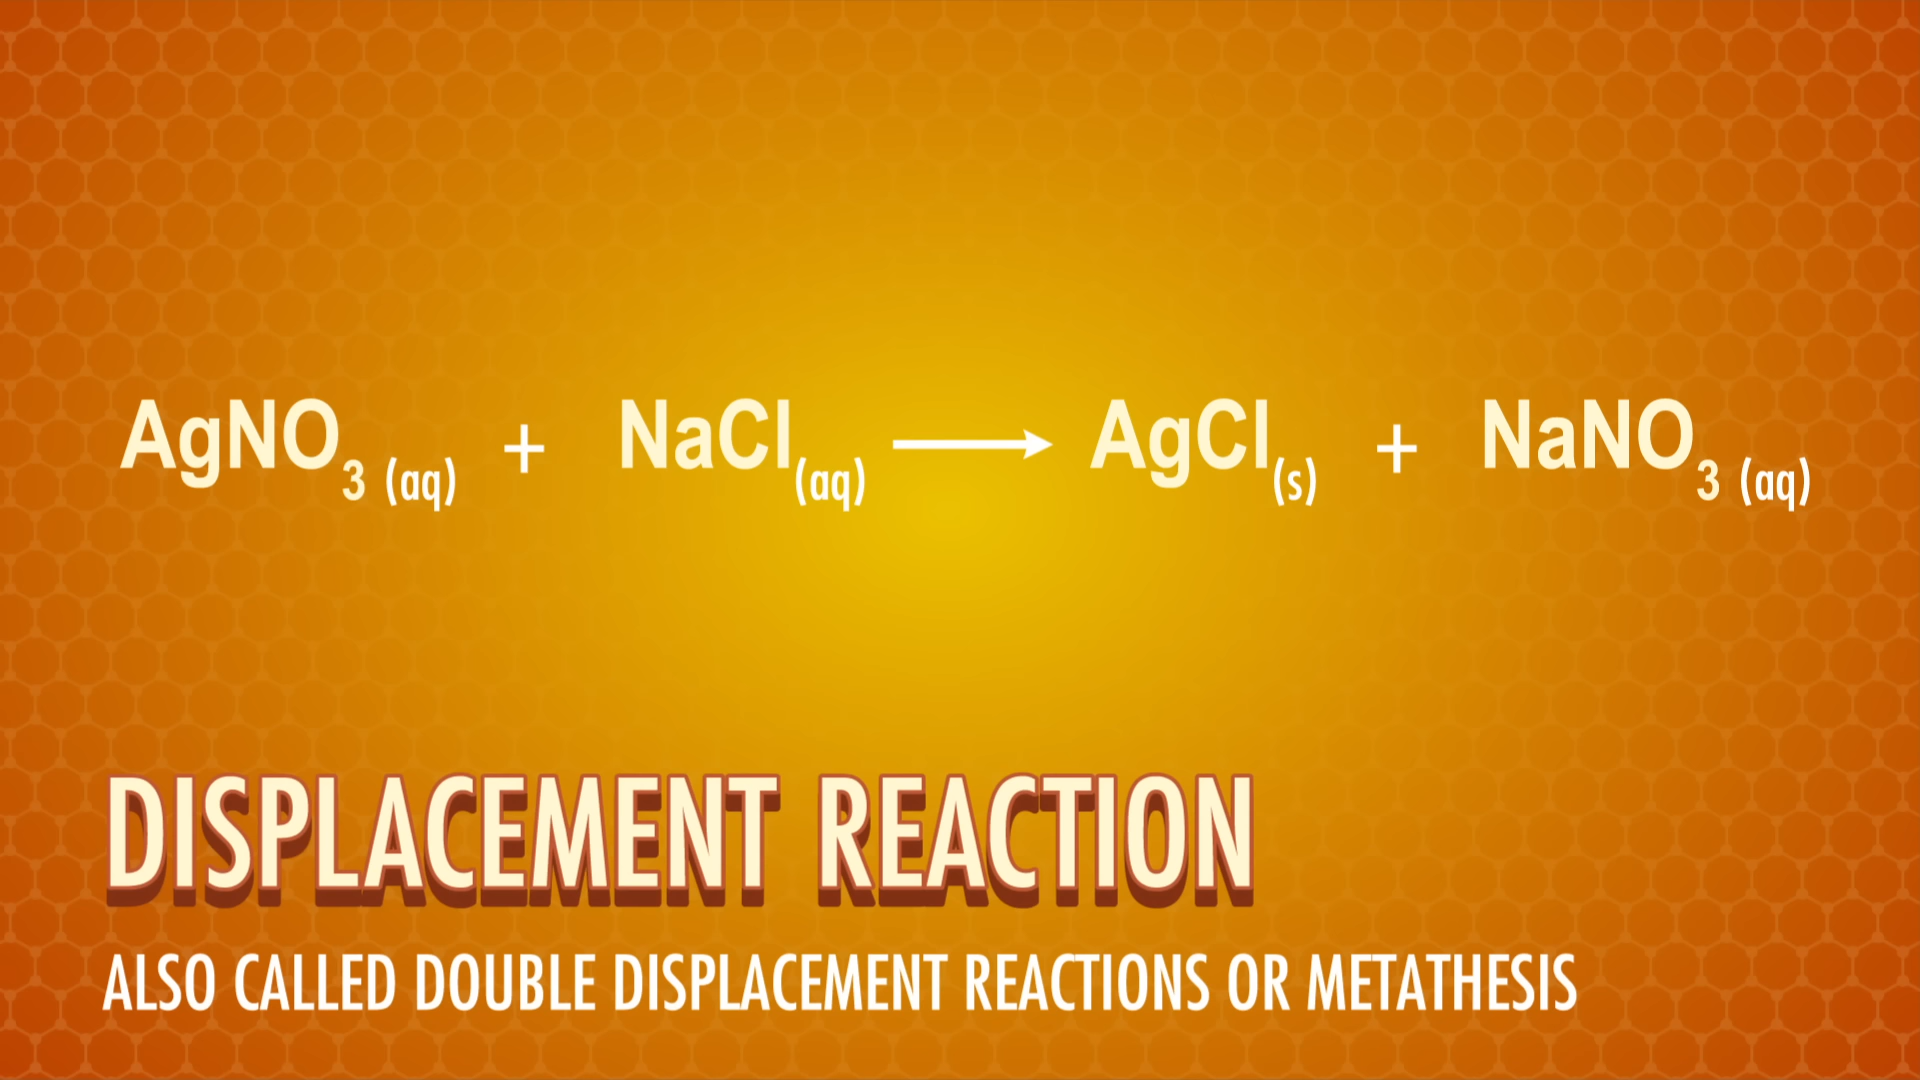 AgNO₃ (aq) + NaCl(aq) ⟶ AgCl(s) + NaNO₃ (aq)
DISPLACEMENT REACTION
ALSO CALLED DOUBLE DISPLACEMENT REACTIONS OR METATHESIS